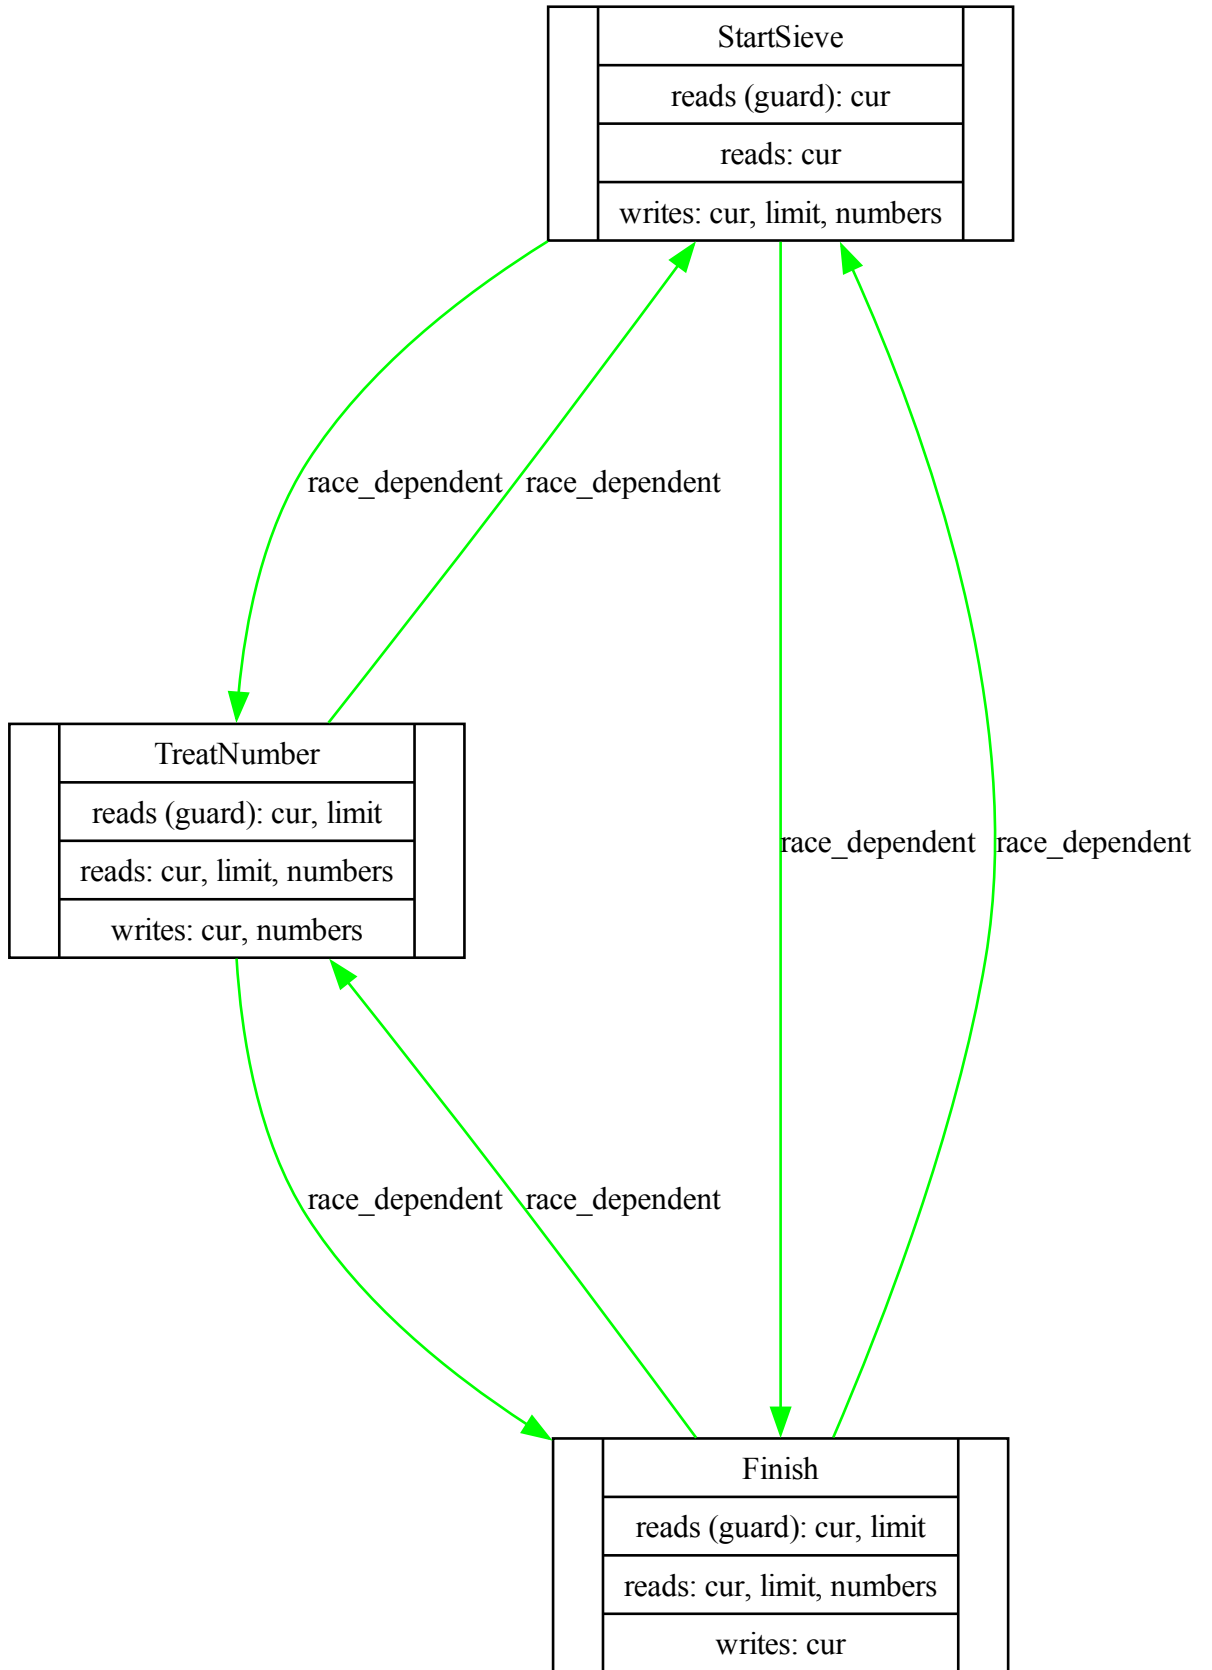 StartSieve
reads (guard): cur
reads: cur
writes: cur, limit, numbers
race_dependent
race_dependent
TreatNumber
reads (guard): cur, limit
reads: cur, limit, numbers
writes: cur, numbers
race_dependent
race_dependent
race_dependent
race_dependent
Finish
reads (guard): cur, limit
reads: cur, limit, numbers
writes: cur